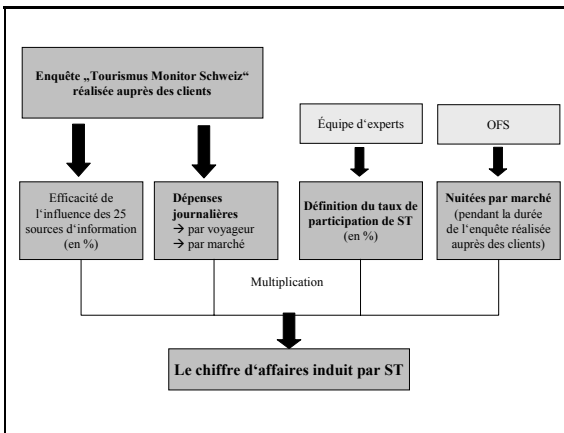 Enquête „Tourismus Monitor Schweiz“
réalisée auprès des clients
Équipe d‘experts
OFS
Efficacité de
l‘influence des 25
sources d‘information
(en %)
Dépenses
journalières
→ par voyageur
→ par marché
Définition du taux de
participation de ST
(en %)
Nuitées par marché
(pendant la durée
de l‘enquête réalisée
auprès des clients)
Multiplication
Le chiffre d‘affaires induit par ST